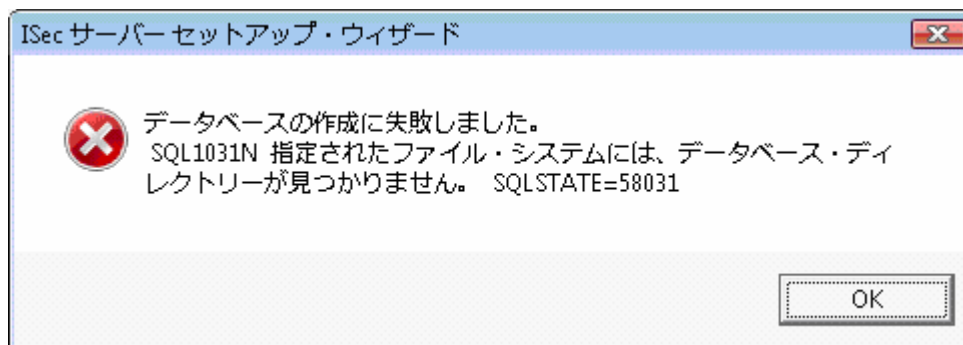 ISec サーバー セットアップ・ウィザード
データベースの作成に失敗しました。
SQL1031N 指定されたファイル・システムには、データベース・ディ
レクトリーが見つかりません。 SQLSTATE=58031
OK